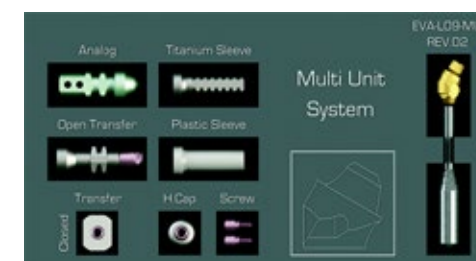 EVA-L09-M
REV.02
Analog
Titanium Sleeve
Multi Unit
System
Open Transfer
Plastic Sleeve
Transfer
H.Cap
Screw
Closed